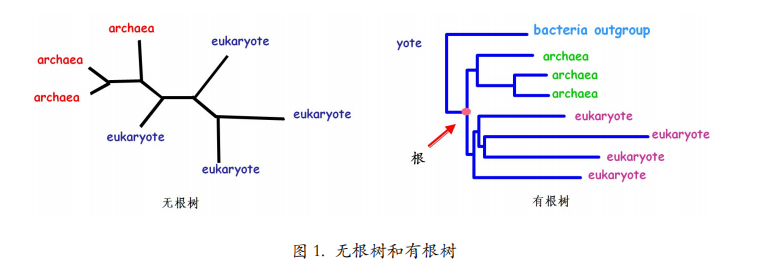 archaea
archaea
archaea
eukaryote
eukaryote
eukaryote
eukaryote
无根树
yote
bacteria outgroup
archaea
archaea
archaea
eukaryote
eukaryote
eukaryote
eukaryote
根
有根树
图 1. 无根树和有根树